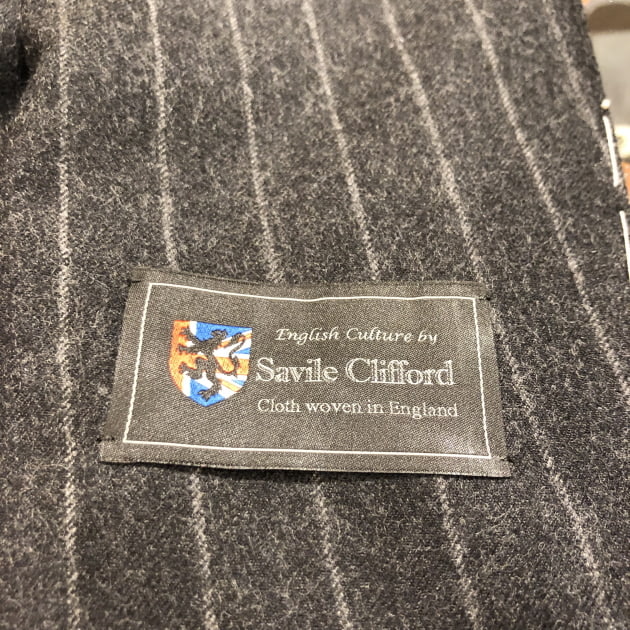 English Culture by
Savile Clifford
Cloth woven in England